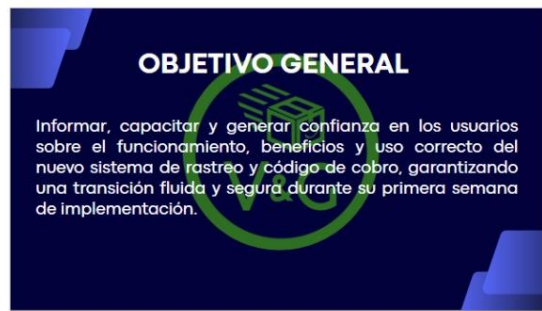 OBJETIVO GENERAL
Informar, capacitar y generar confianza en los usuarios
sobre el funcionamiento, beneficios y uso correcto del
nuevo sistema de rastreo y código de cobro, garantizando
una transición fluida y segura durante su primera semana
de implementación.
V&G